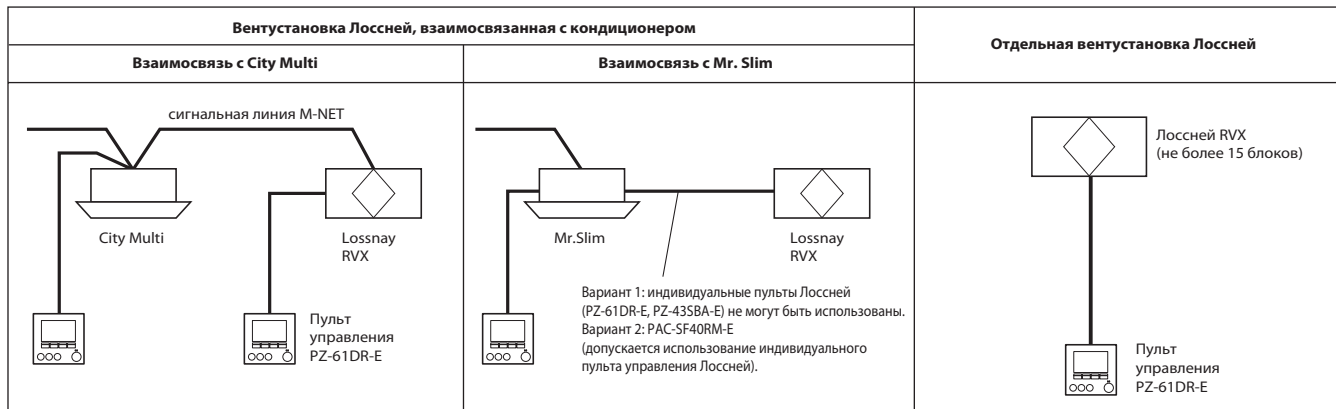 Вентустановка Лоссней, взаимосвязанная с кондиционером
Отдельная вентустановка Лоссней
Взаимосвязь с City Multi
Взаимосвязь с Mr. Slim
сигнальная линия M-NET
City Multi
Lossnay
RVX
Пульт
управления
PZ-61DR-E
Mr.Slim
Lossnay
RVX
Вариант 1: индивидуальные пульты Лоссней
(PZ-61DR-E, PZ-43SBA-E) не могут быть использованы.
Вариант 2: PAC-SF40RM-E
(допускается использование индивидуального
пульта управления Лоссней).
Лоссней RVX
(не более 15 блоков)
Пульт
управления
PZ-61DR-E